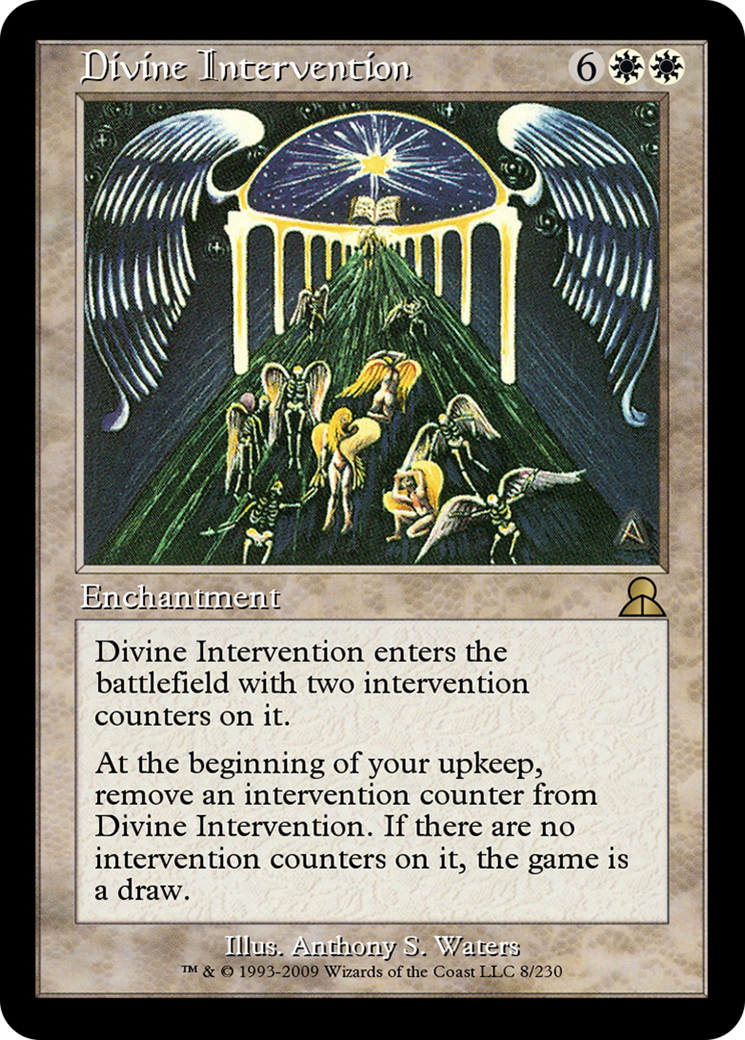 Divine Intervention 6
Enchantment
Divine Intervention enters the
battlefield with two intervention
counters on it.
At the beginning of your upkeep,
remove an intervention counter from
Divine Intervention. If there are no
intervention counters on it, the game is
a draw.
Illus. Anthony S. Waters
™ & © 1993-2009 Wizards of the Coast LLC 8/230